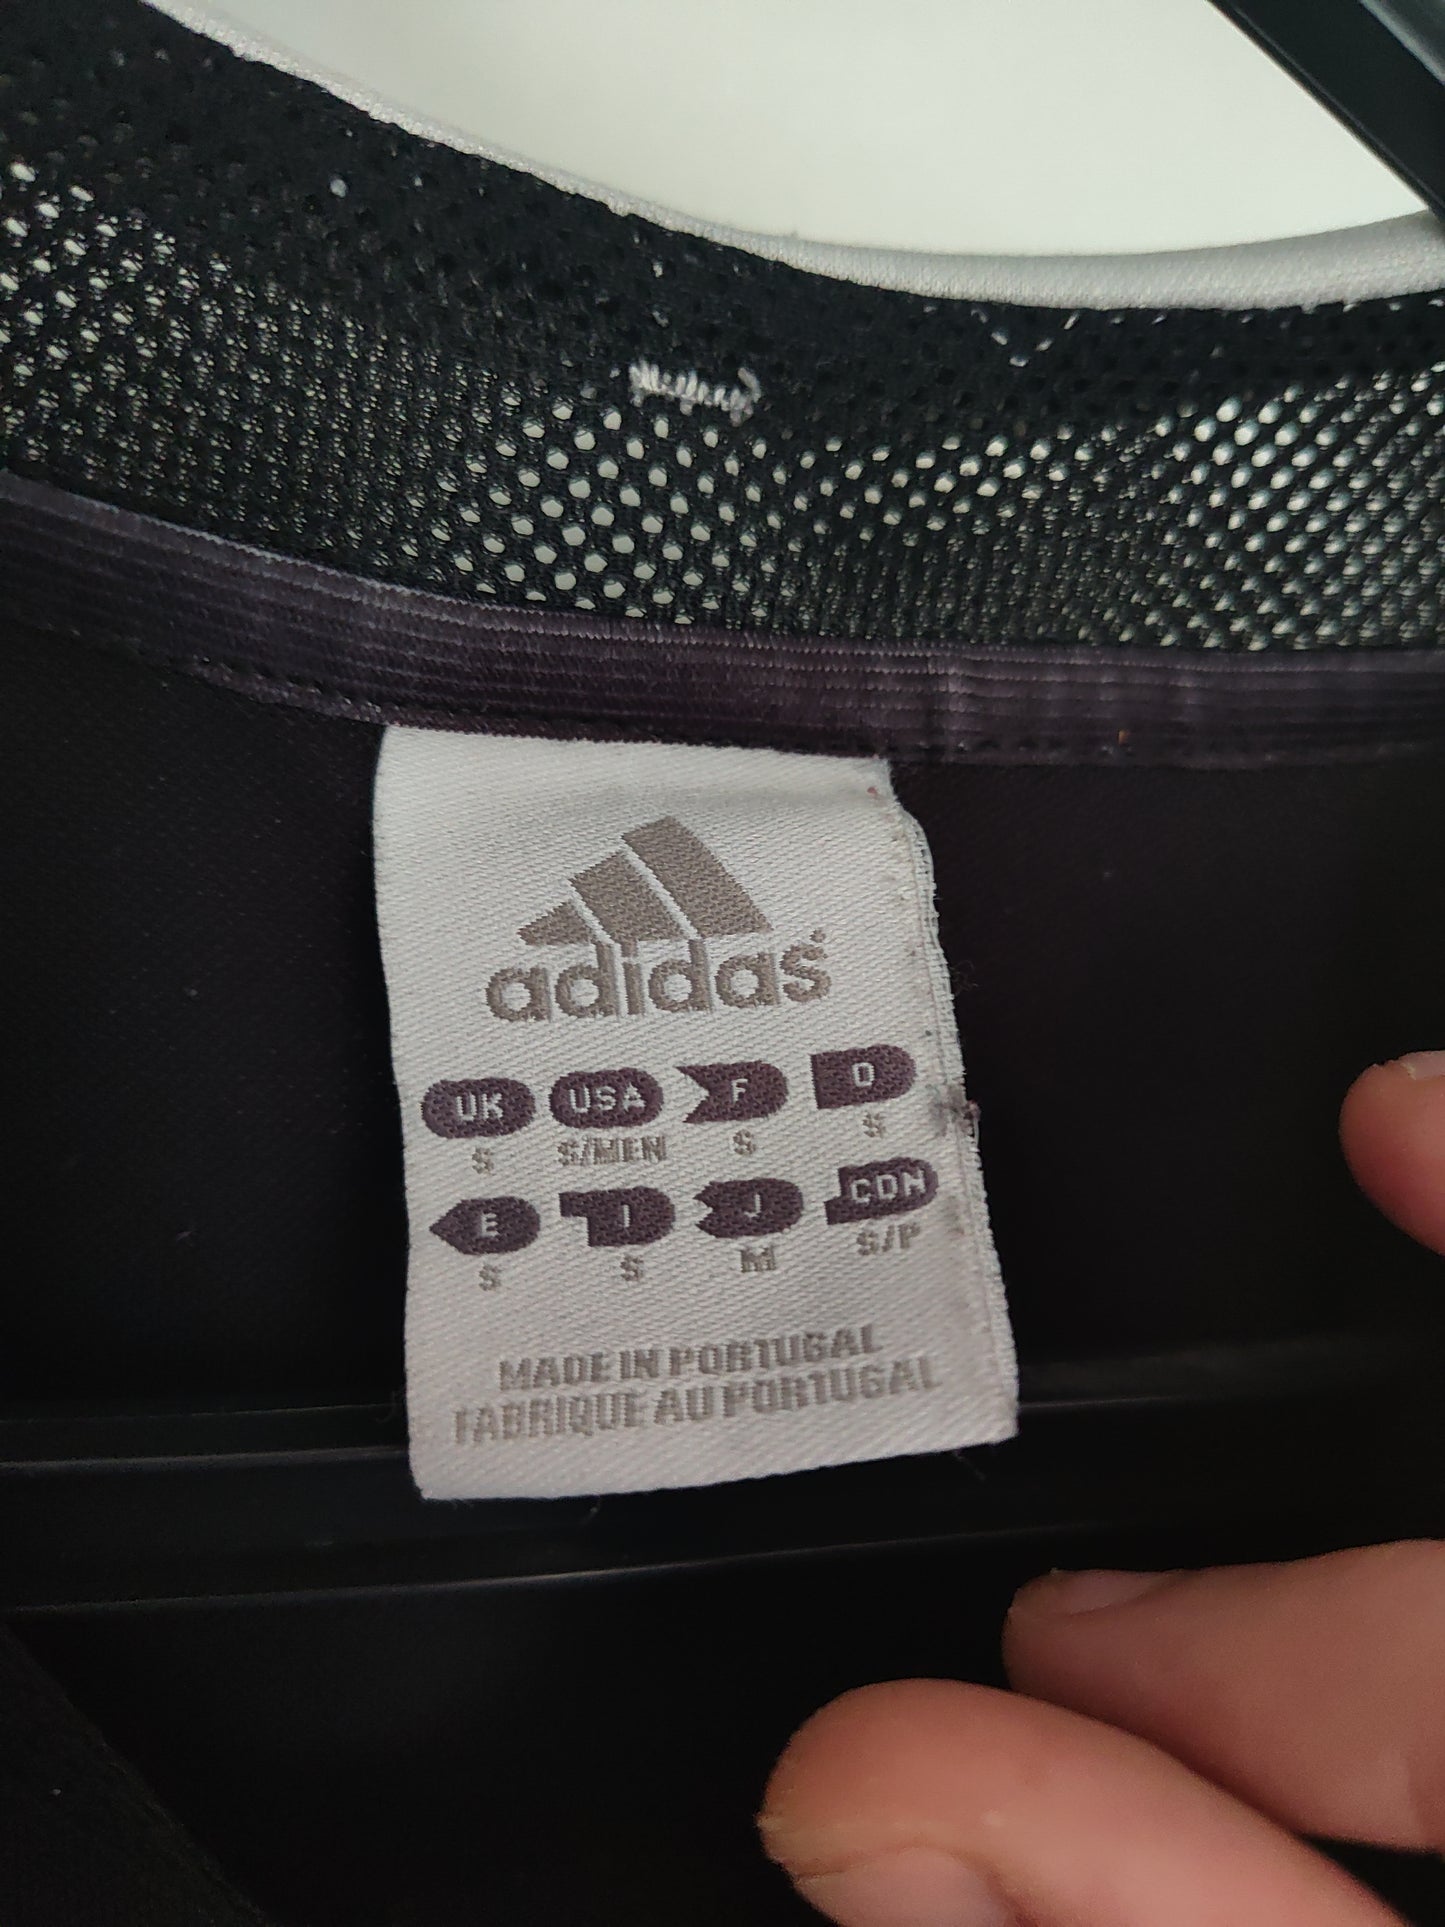 adidas
UK USA F D
S S/MEN S S
E I J CDN
S S M S/P
MADE IN PORTUGAL
FABRIQUE AU PORTUGAL